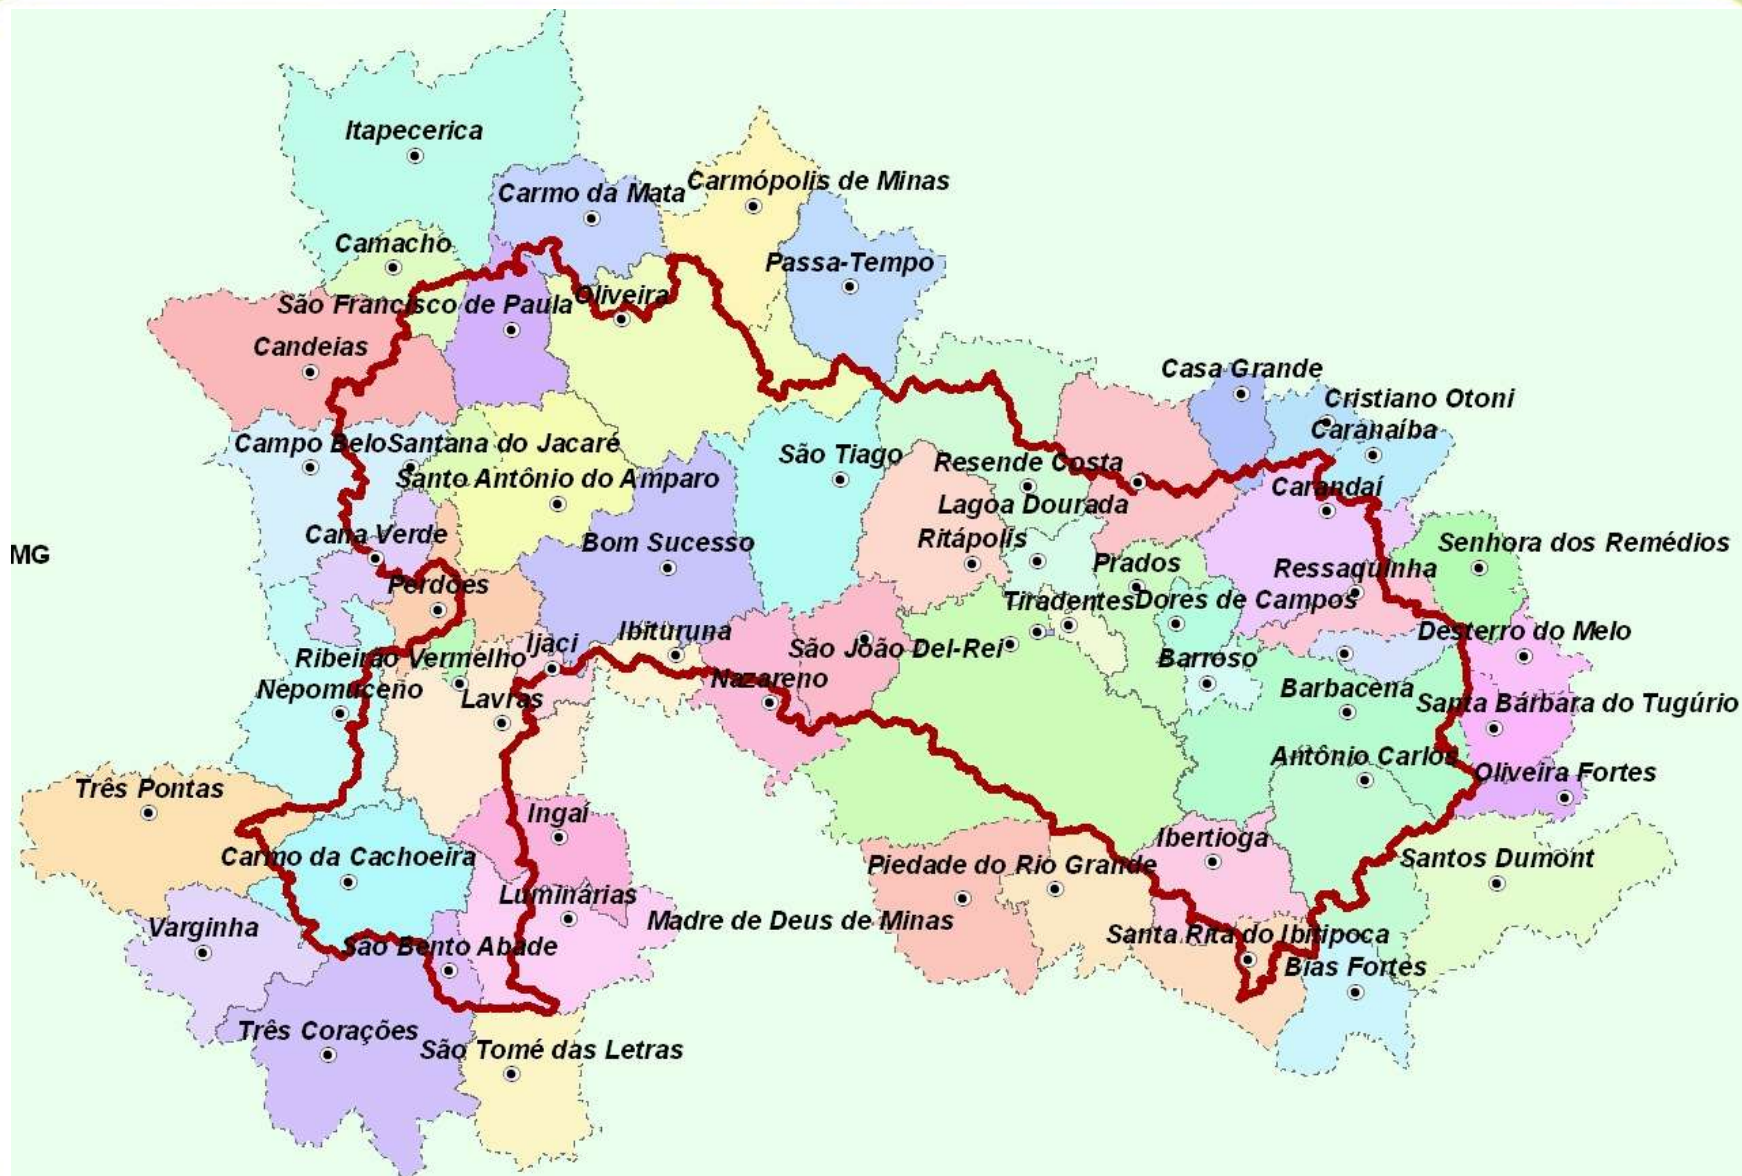 Itapecerica
Carmo da Mata
Carmópolis de Minas
Camacho
Passa-Tempo
São Francisco de Paula
Oliveira
Candeias
Casa Grande
Cristiano Otoni
Campo Belo
Santana do Jacaré
São Tiago
Resende Costa
Caranaíba
Santo Antônio do Amparo
Carandaí
Lagoa Dourada
Cana Verde
Bom Sucesso
Ritápolis
Senhora dos Remédios
MG
Perdões
Prados
Ressaquinha
Tiradentes
Dores de Campos
Ribeirão Vermelho
Ijaci
Ibituruna
São João Del-Rei
Desterro do Melo
Barroso
Nepomuceno
Lavras
Nazareno
Barbacena
Santa Bárbara do Tugúrio
Três Pontas
Antônio Carlos
Oliveira Fortes
Ingaí
Carmo da Cachoeira
Ibertioga
Piedade do Rio Grande
Santos Dumont
Luminárias
Varginha
Madre de Deus de Minas
São Bento Abade
Santa Rita do Ibitipoca
Bias Fortes
Três Corações
São Tomé das Letras